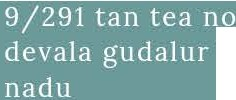 9/291 tan tea no
devala gudalur
nadu